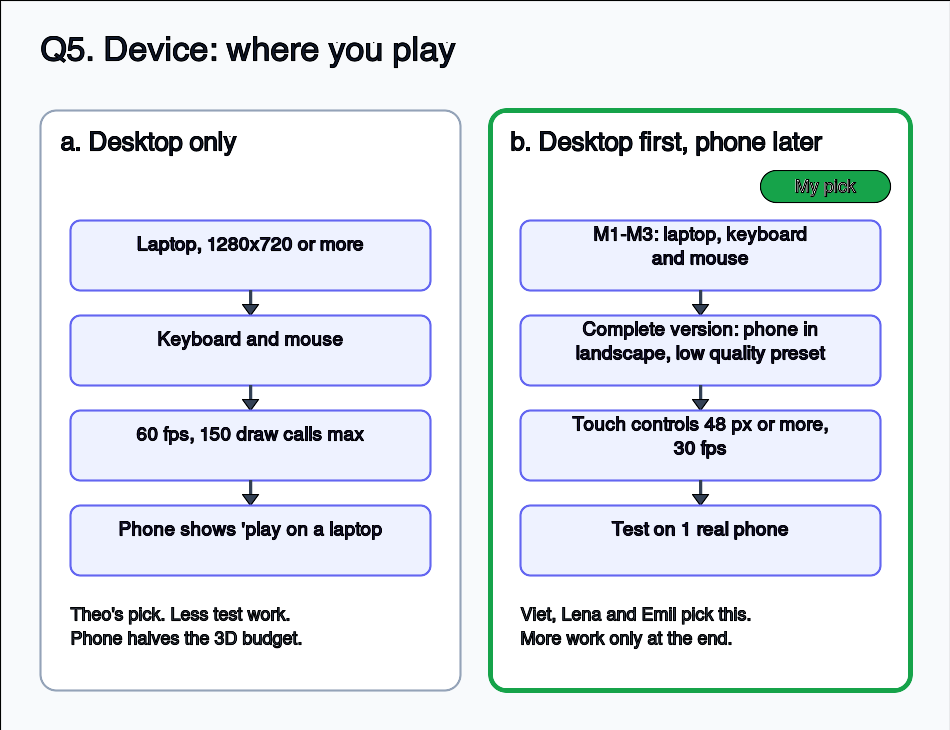 Q5. Device: where you play
a. Desktop only
Laptop, 1280x720 or more
Keyboard and mouse
60 fps, 150 draw calls max
Phone shows 'play on a laptop
Theo's pick. Less test work.
Phone halves the 3D budget.
b. Desktop first, phone later
My pick
M1-M3: laptop, keyboard
and mouse
Complete version: phone in
landscape, low quality preset
Touch controls 48 px or more,
30 fps
Test on 1 real phone
Viet, Lena and Emil pick this.
More work only at the end.